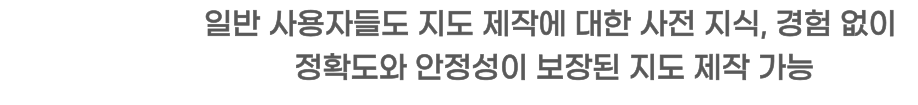 일반 사용자들도 지도 제작에 대한 사전 지식, 경험 없이
정확도와 안정성이 보장된 지도 제작 가능